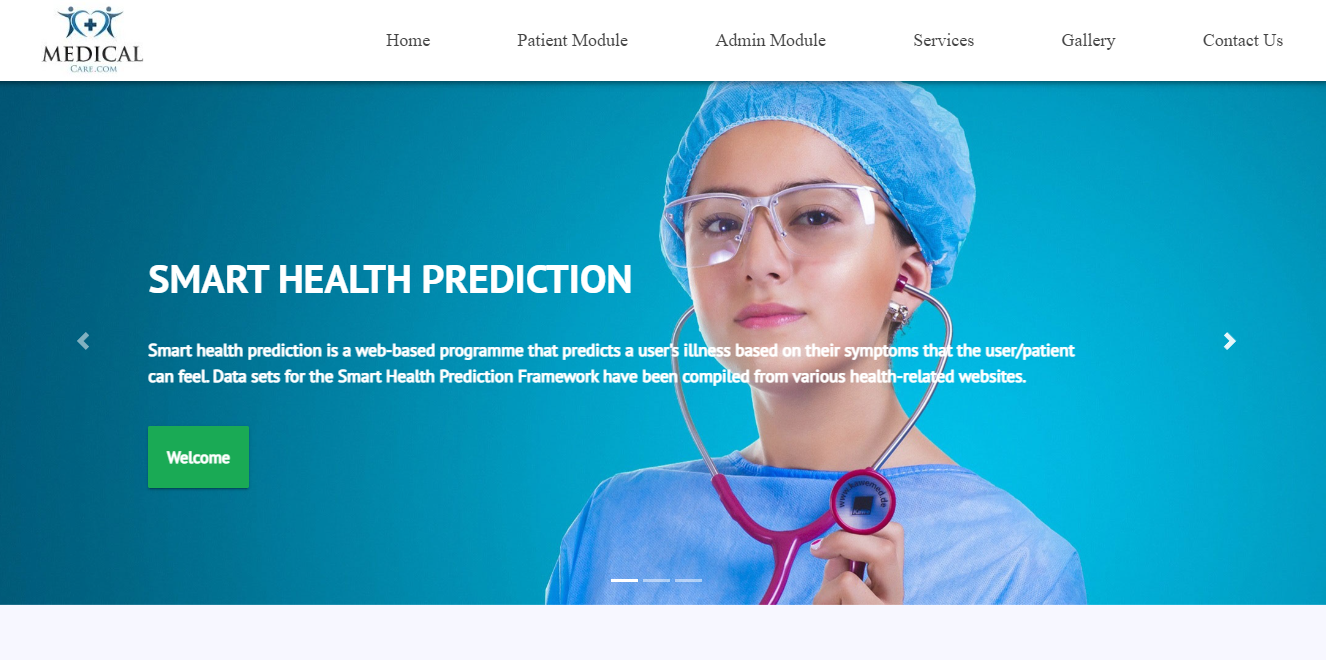 MEDICAL
CARE.COM
Home
Patient Module
Admin Module
Services
Gallery
Contact Us
SMART HEALTH PREDICTION
Smart health prediction is a web-based programme that predicts a user's illness based on their symptoms that the user/patient
can feel. Data sets for the Smart Health Prediction Framework have been compiled from various health-related websites.
Welcome